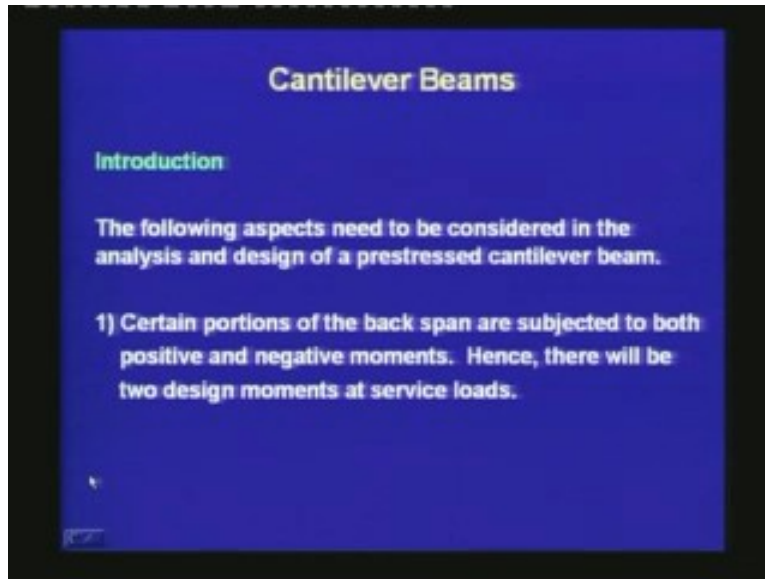 Cantilever Beams
Introduction
The following aspects need to be considered in the
analysis and design of a prestressed cantilever beam.
1) Certain portions of the back span are subjected to both
positive and negative moments. Hence, there will be
two design moments at service loads.